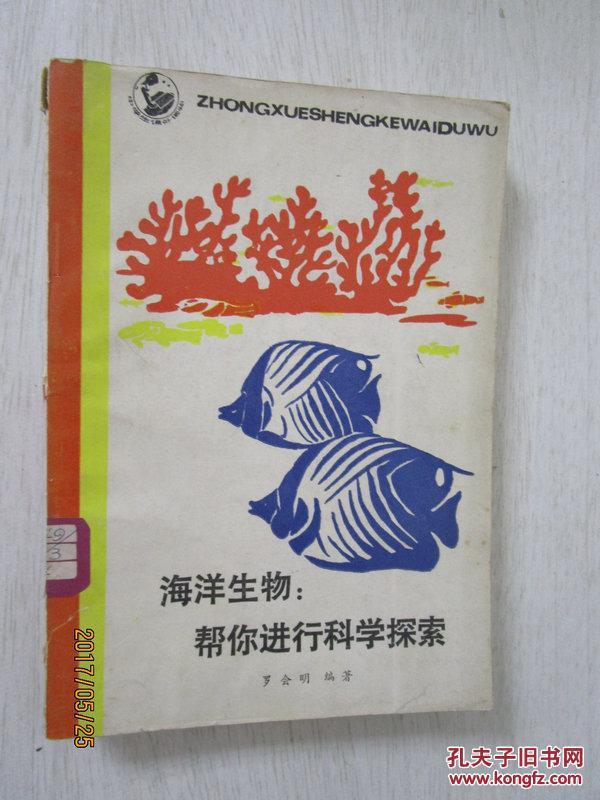 ZHONGXUESHENGKEWAIDUWU
海洋生物：
帮你进行科学探索
罗会明 编著
2017/05/25
孔夫子旧书网
www.kongfz.com